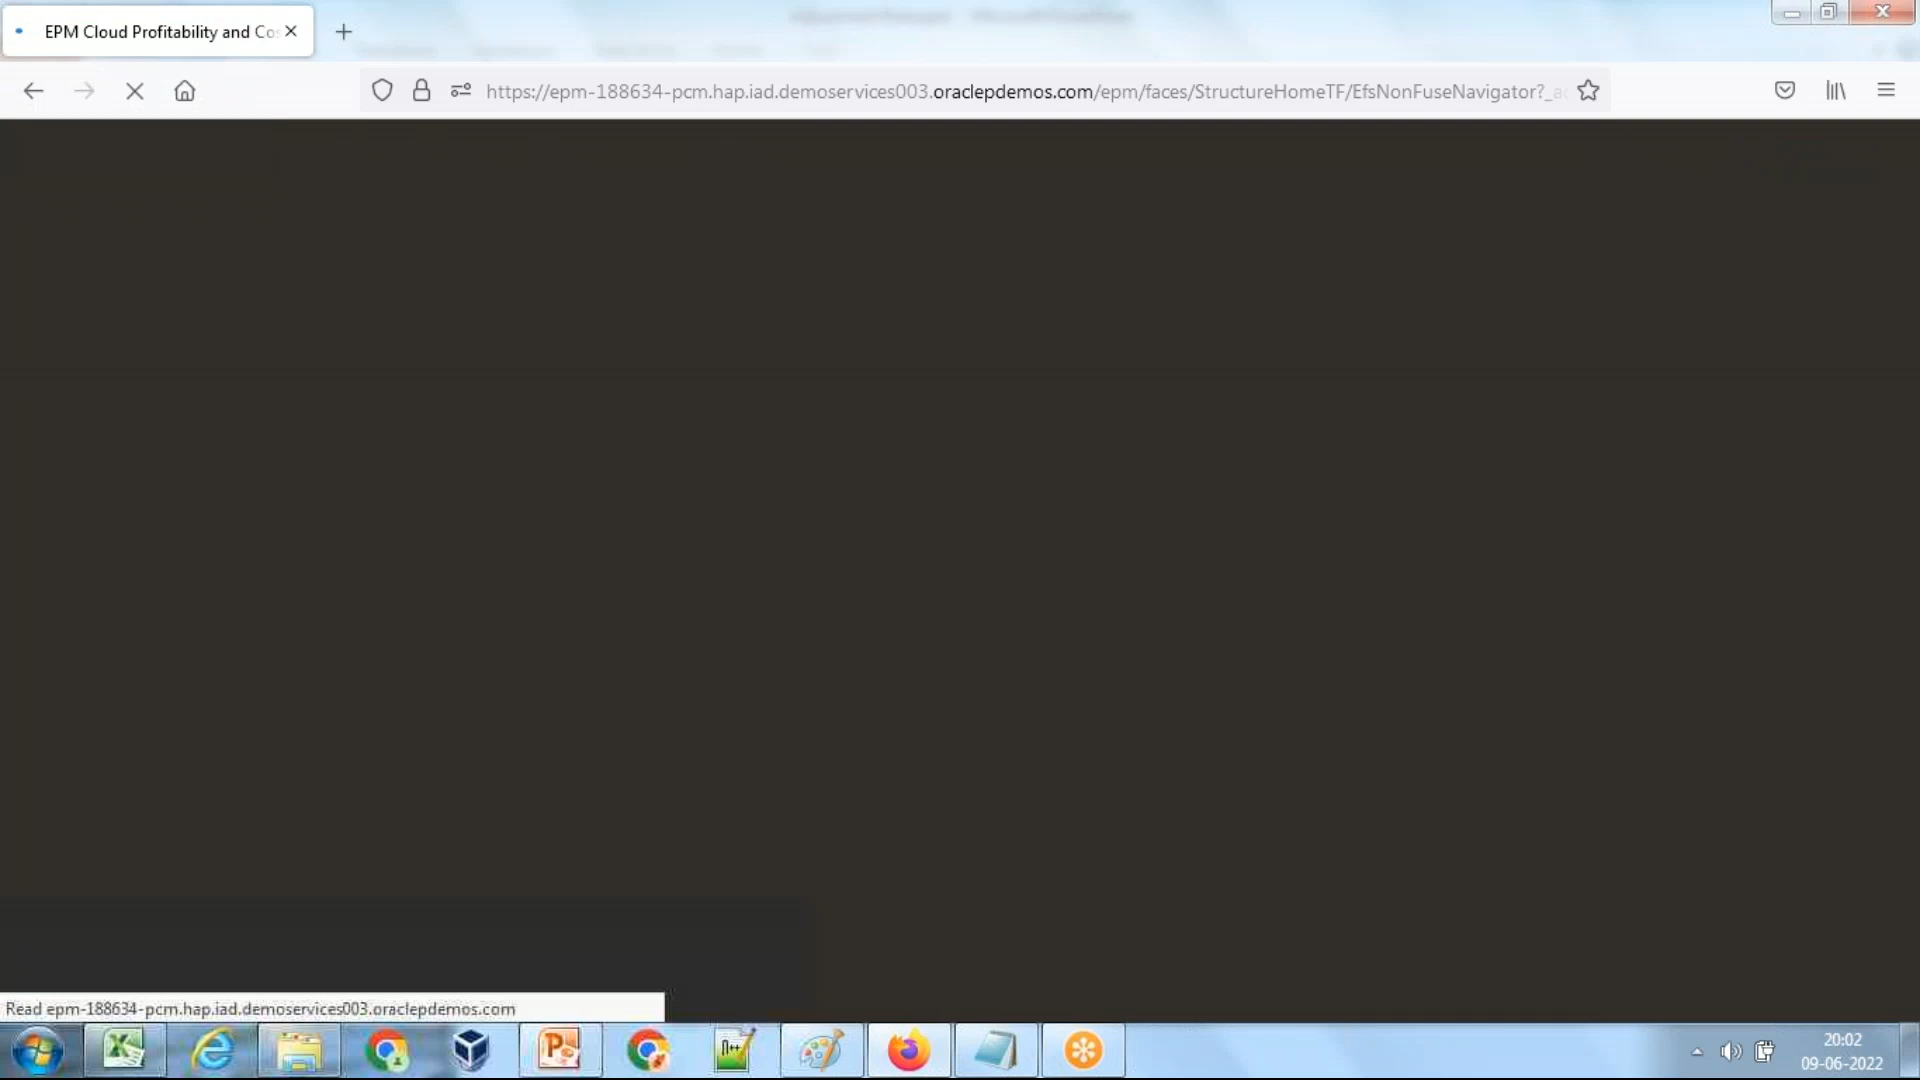 EPM Cloud Profitability and Cos
https://epm-188634-pcm.hap.iad.demoservices003.oraclepdemos.com/epm/faces/StructureHomeTF/EfsNonFuseNavigator?_a
Read epm-188634-pcm.hap.iad.demoservices003.oraclepdemos.com
20:02
09-06-2022